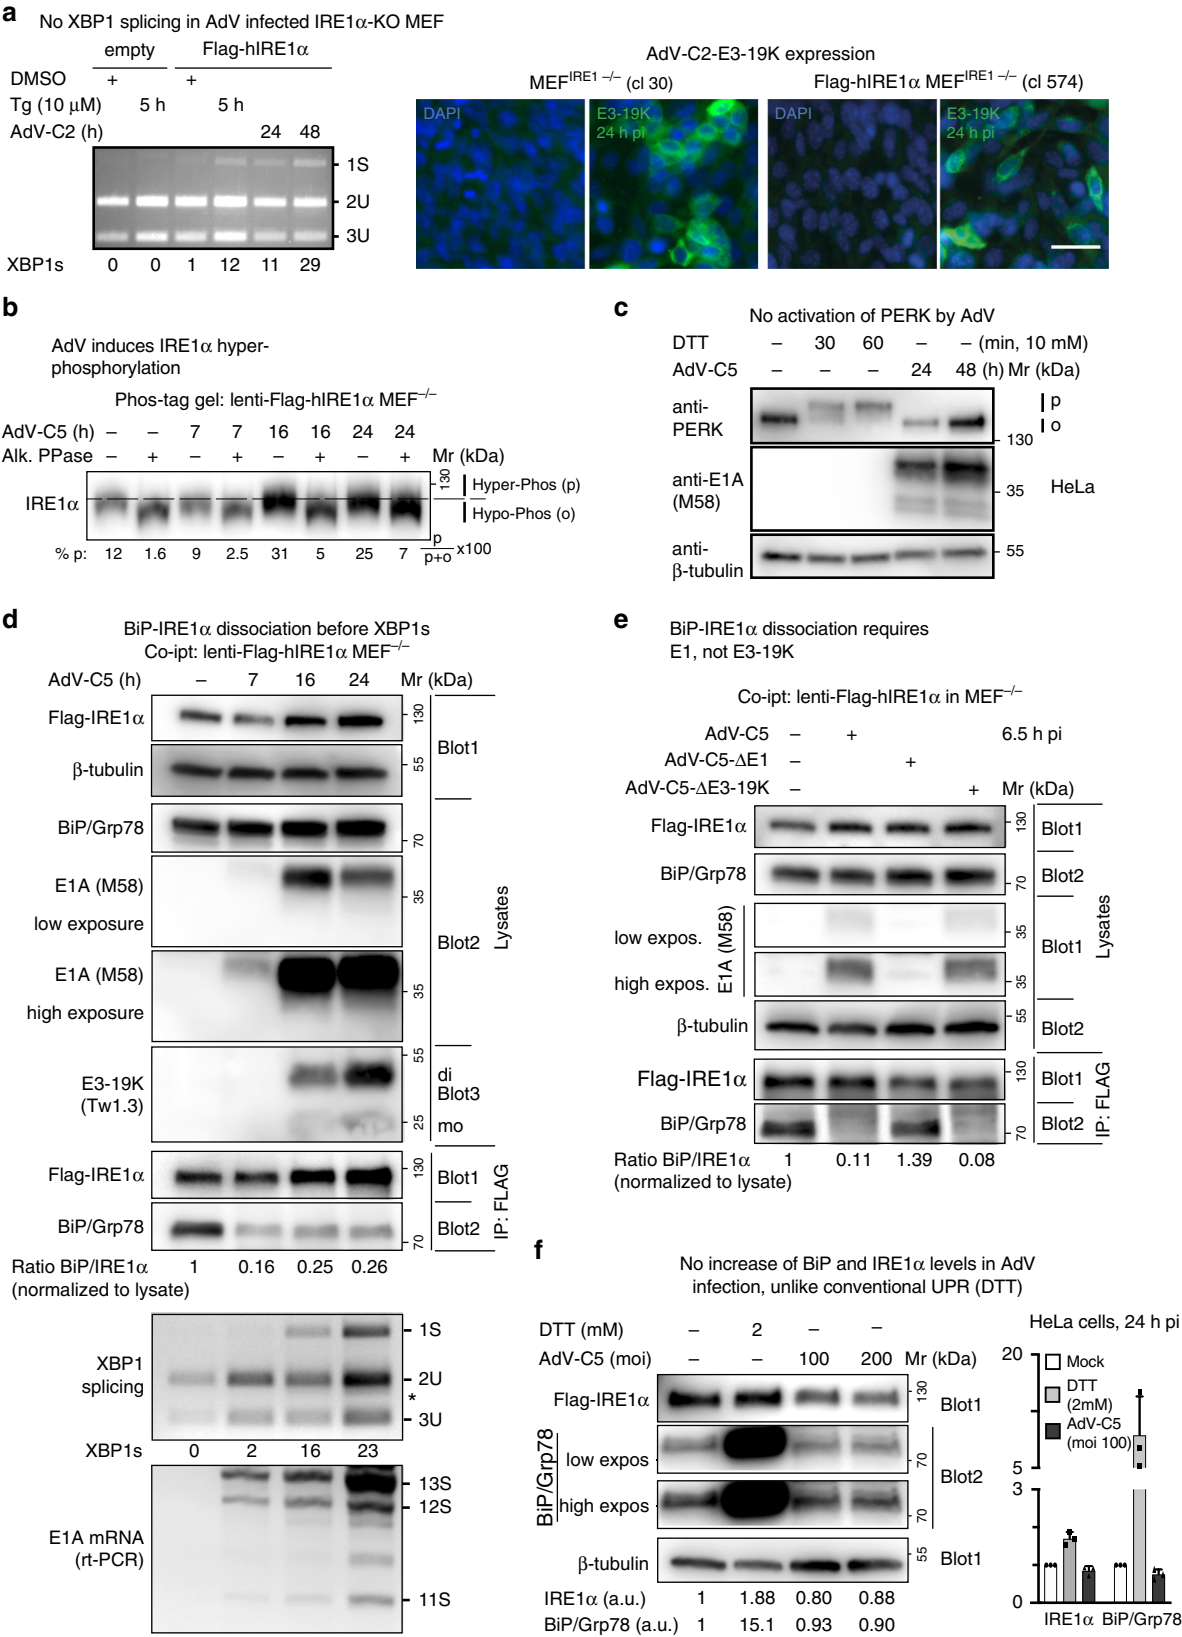 a
No XBP1 splicing in AdV infected IRE1α-KO MEF
empty Flag-hIRE1α
DMSO + +
Tg (10 μM) 5 h 5 h
AdV-C2 (h) 24 48
1S
2U
3U
XBP1s 0 0 1 12 11 29
AdV-C2-E3-19K expression
MEF^IRE1 –/– (cl 30) Flag-hIRE1α MEF^IRE1 –/– (cl 574)
DAPI E3-19K DAPI E3-19K
24 h pi 24 h pi
b
AdV induces IRE1α hyper-
phosphorylation
Phos-tag gel: lenti-Flag-hIRE1α MEF–/–
AdV-C5 (h) – – 7 7 16 16 24 24
Alk. PPase – + – + – + – + Mr (kDa)
130
Hyper-Phos (p)
IRE1α
Hypo-Phos (o)
% p: 12 1.6 9 2.5 31 5 25 7 p/p+o x100
c
No activation of PERK by AdV
DTT – 30 60 – – (min, 10 mM)
AdV-C5 – – – 24 48 (h) Mr (kDa)
anti-
PERK
p
o
130
anti-E1A
(M58)
35
HeLa
anti-
β-tubulin
55
d
BiP-IRE1α dissociation before XBP1s
Co-ipt: lenti-Flag-hIRE1α MEF–/–
AdV-C5 (h) – 7 16 24 Mr (kDa)
Flag-IRE1α 130
Blot1
β-tubulin 55
BiP/Grp78 70
E1A (M58) 35
low exposure
Blot2
Lysates
E1A (M58) 35
high exposure
55
E3-19K
(Tw1.3)
di
Blot3
25 mo
Flag-IRE1α 130 Blot1
IP: FLAG
BiP/Grp78 70 Blot2
Ratio BiP/IRE1α 1 0.16 0.25 0.26
(normalized to lysate)
XBP1
splicing
1S
2U
*
3U
XBP1s 0 2 16 23
E1A mRNA
(rt-PCR)
13S
12S
11S
e
BiP-IRE1α dissociation requires
E1, not E3-19K
Co-ipt: lenti-Flag-hIRE1α in MEF–/–
AdV-C5 – + 6.5 h pi
AdV-C5-ΔE1 – +
AdV-C5-ΔE3-19K – + Mr (kDa)
Flag-IRE1α 130 Blot1
BiP/Grp78 70 Blot2
E1A (M58)
low expos. 35
Blot1
Lysates
high expos. 35
β-tubulin 55 Blot2
Flag-IRE1α 130 Blot1
IP: FLAG
BiP/Grp78 70 Blot2
Ratio BiP/IRE1α 1 0.11 1.39 0.08
(normalized to lysate)
f
No increase of BiP and IRE1α levels in AdV
infection, unlike conventional UPR (DTT)
DTT (mM) – 2 – –
AdV-C5 (moi) – – 100 200 Mr (kDa)
Flag-IRE1α 130 Blot1
BiP/Grp78
low expos 70
Blot2
high expos 70
β-tubulin 55 Blot1
IRE1α (a.u.) 1 1.88 0.80 0.88
BiP/Grp78 (a.u.) 1 15.1 0.93 0.90
HeLa cells, 24 h pi
20
Mock
DTT
(2mM)
AdV-C5
(moi 100)
5
3
0
IRE1α BiP/Grp78